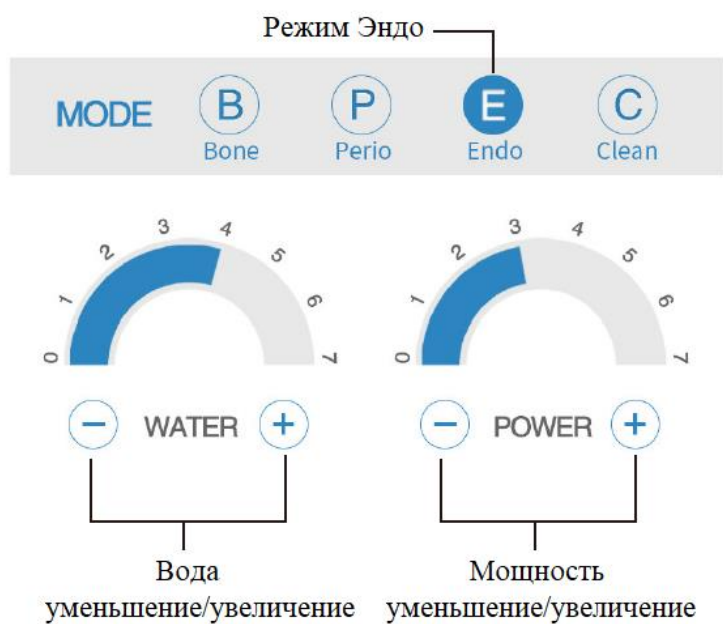 Режим Эндо
MODE B P E C
Bone Perio Endo Clean
0 1 2 3 4 5 6 7
0 1 2 3 4 5 6 7
− WATER +
− POWER +
Вода
уменьшение/увеличение
Мощность
уменьшение/увеличение